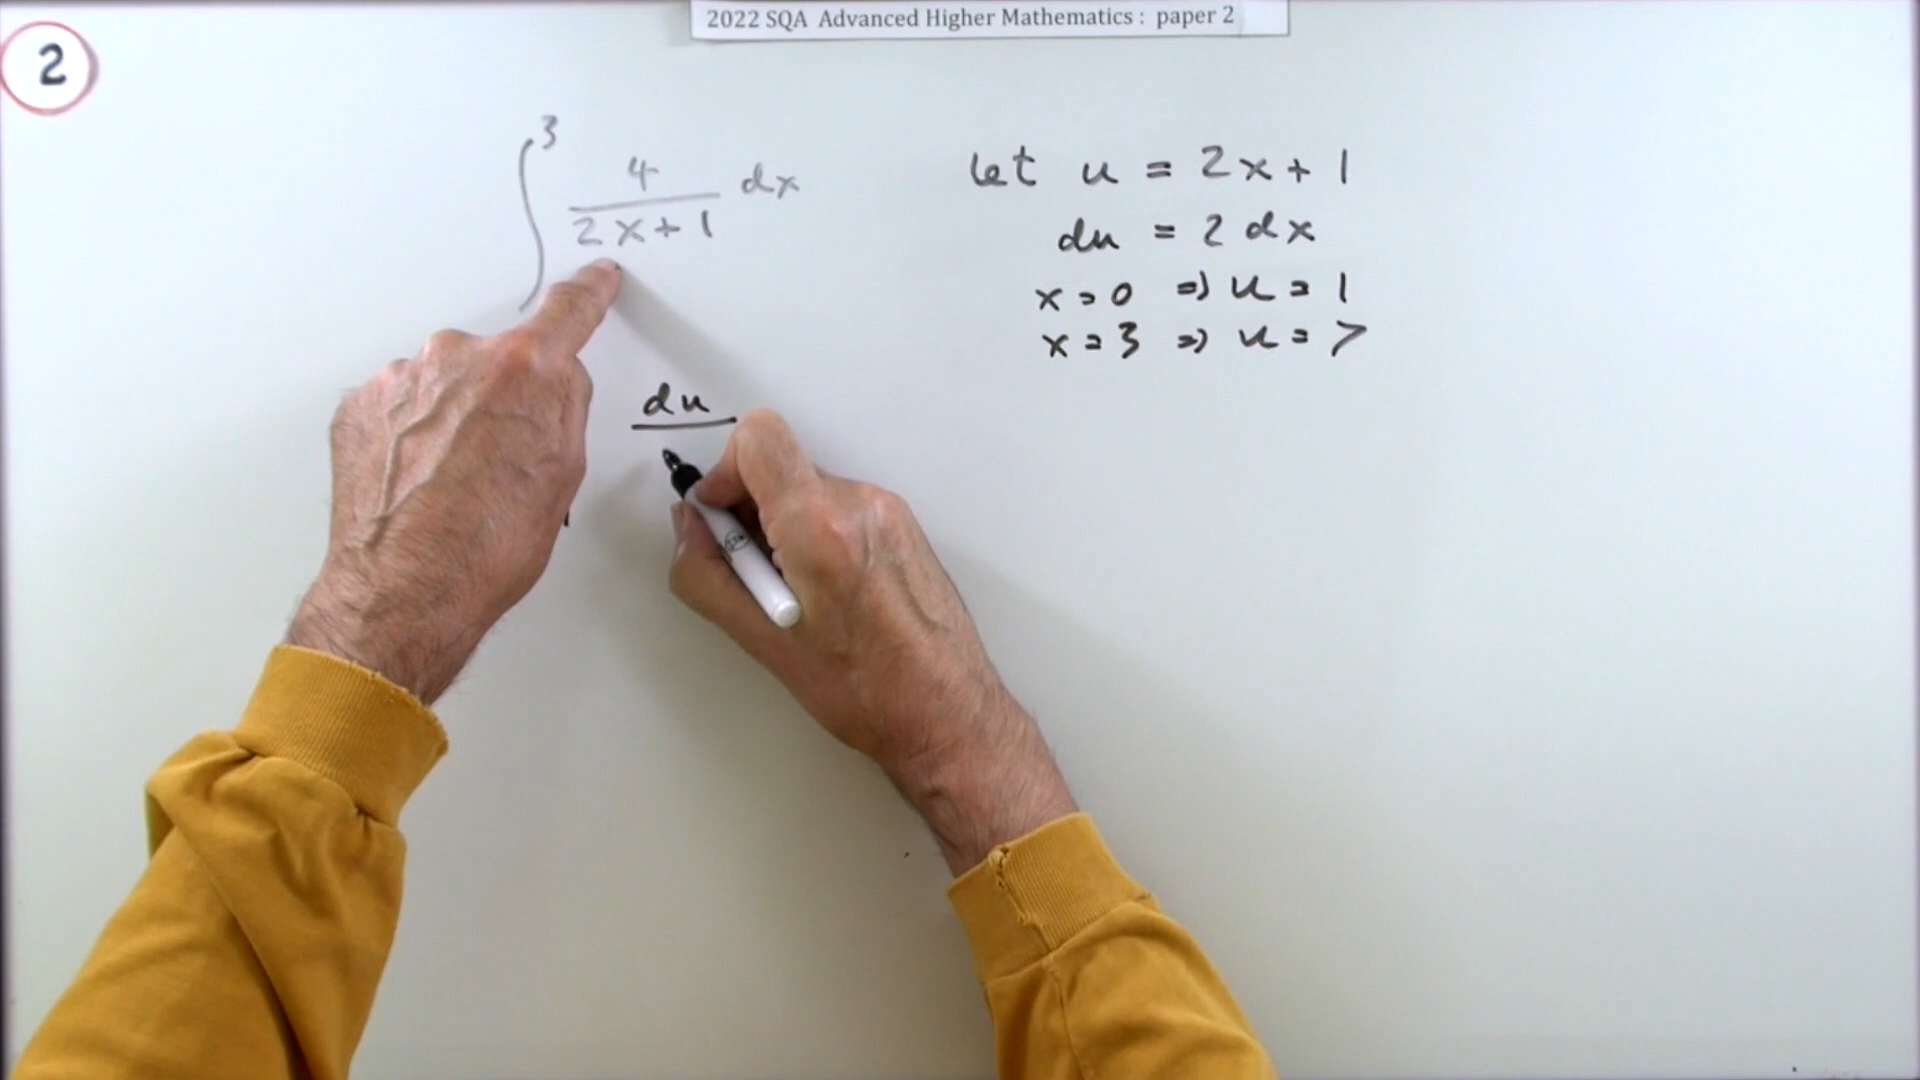 2022 SQA Advanced Higher Mathematics : paper 2
2
∫ 3 4 / 2x+1 dx
let u = 2x + 1
du = 2 dx
x = 0 ⇒ u = 1
x = 3 ⇒ u = 7
du